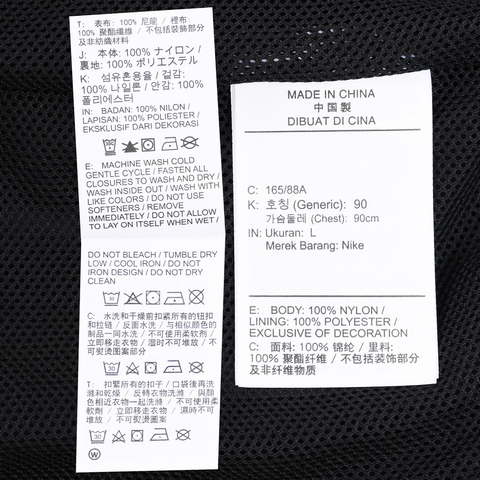 T: 表布: 100% 尼龍 / 裡布:
100% 聚酯纖維 / 不包括裝飾部分
及非紡織材料
J: 本体: 100% ナイロン /
裏地: 100% ポリエステル
K: 섬유혼용율 / 겉감:
100% 나일론 / 안감: 100%
폴리에스터
IN: BADAN: 100% NILON /
LAPISAN: 100% POLIESTER /
EKSKLUSIF DARI DEKORASI
E: MACHINE WASH COLD
GENTLE CYCLE / FASTEN ALL
CLOSURES TO WASH AND DRY /
WASH INSIDE OUT / WASH WITH
LIKE COLORS / DO NOT USE
SOFTENERS / REMOVE
IMMEDIATELY / DO NOT ALLOW
TO LAY ON ITSELF WHEN WET /
DO NOT BLEACH / TUMBLE DRY
LOW / COOL IRON / DO NOT
IRON DESIGN / DO NOT DRY
CLEAN
C: 水洗和干燥前扣紧所有的钮扣
和拉链 / 反面水洗 / 与相似颜色的
制品一同水洗 / 不可使用柔软剂 /
立即移走衣物 / 湿时不可堆放 / 不
可熨烫图案部分
T: 扣緊所有的扣子 / 口袋後再洗
滌和乾燥 / 反轉衣物洗滌 / 與顏
色相近衣物一起洗滌 / 不可使用柔
軟劑 / 立即移走衣物 / 濕時不可堆
放 / 不可熨燙圖案
30
W
MADE IN CHINA
中国製
DIBUAT DI CINA
C: 165/88A
K: 호칭 (Generic): 90
가슴둘레 (Chest): 90cm
IN: Ukuran: L
Merek Barang: Nike
E: BODY: 100% NYLON /
LINING: 100% POLYESTER /
EXCLUSIVE OF DECORATION
C: 面料: 100% 锦纶 / 里料:
100% 聚酯纤维 / 不包括装饰部分
及非纤维物质